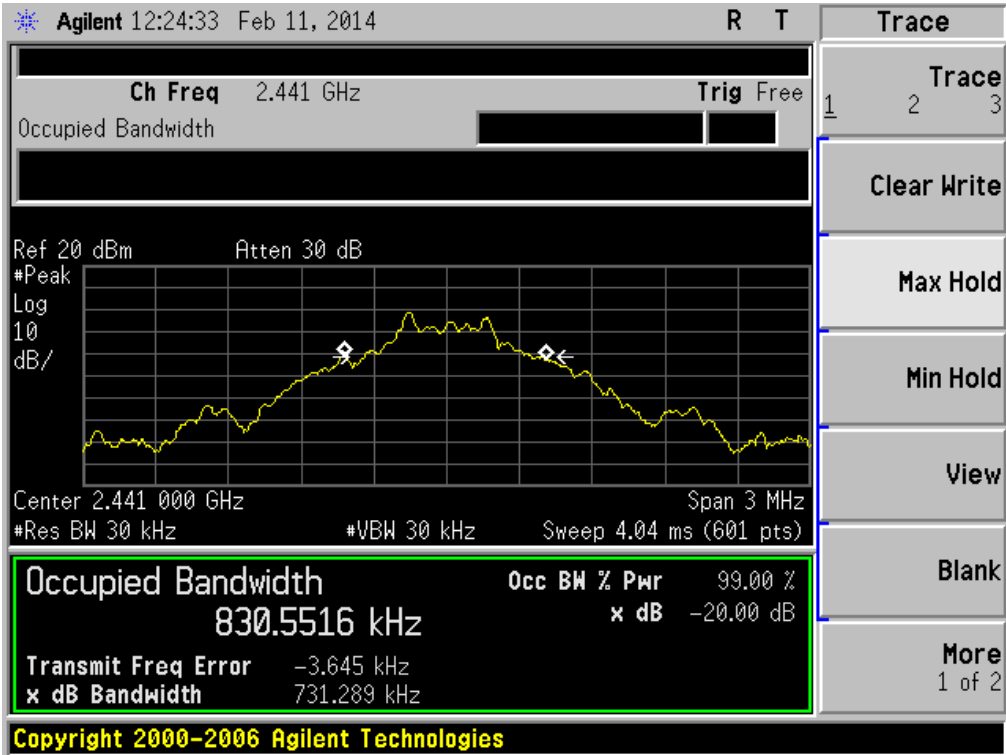 Agilent 12:24:33 Feb 11, 2014 R T
Trace
Ch Freq 2.441 GHz Trig Free
Occupied Bandwidth
Ref 20 dBm Atten 30 dB
#Peak
Log
10
dB/
Center 2.441 000 GHz Span 3 MHz
#Res BW 30 kHz #VBW 30 kHz Sweep 4.04 ms (601 pts)
Occupied Bandwidth
830.5516 kHz
Occ BW % Pwr 99.00 %
x dB -20.00 dB
Transmit Freq Error -3.645 kHz
x dB Bandwidth 731.289 kHz
Copyright 2000-2006 Agilent Technologies
Trace
1 2 3
Clear Write
Max Hold
Min Hold
View
Blank
More
1 of 2